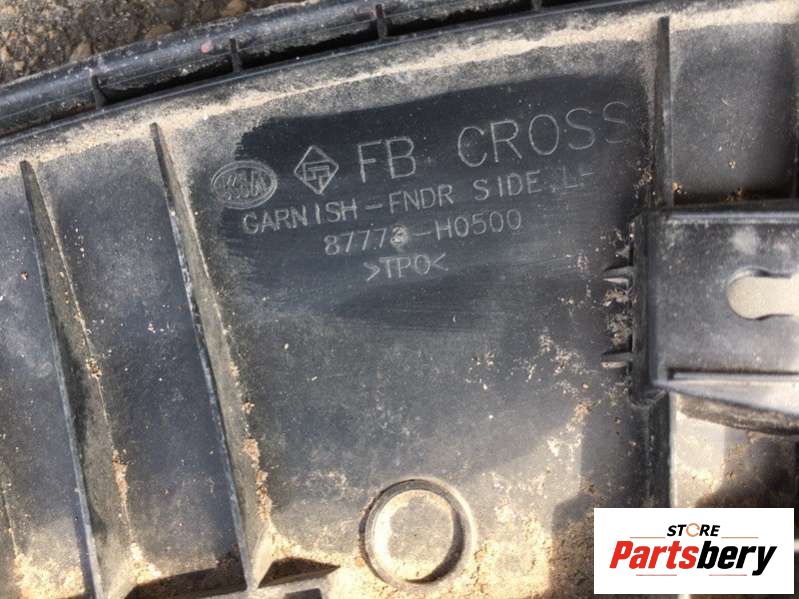 KIA FB CROSS
GARNISH-FNDR SIDE.LH
87773-H0500
>TPO<
STORE
Partsbery